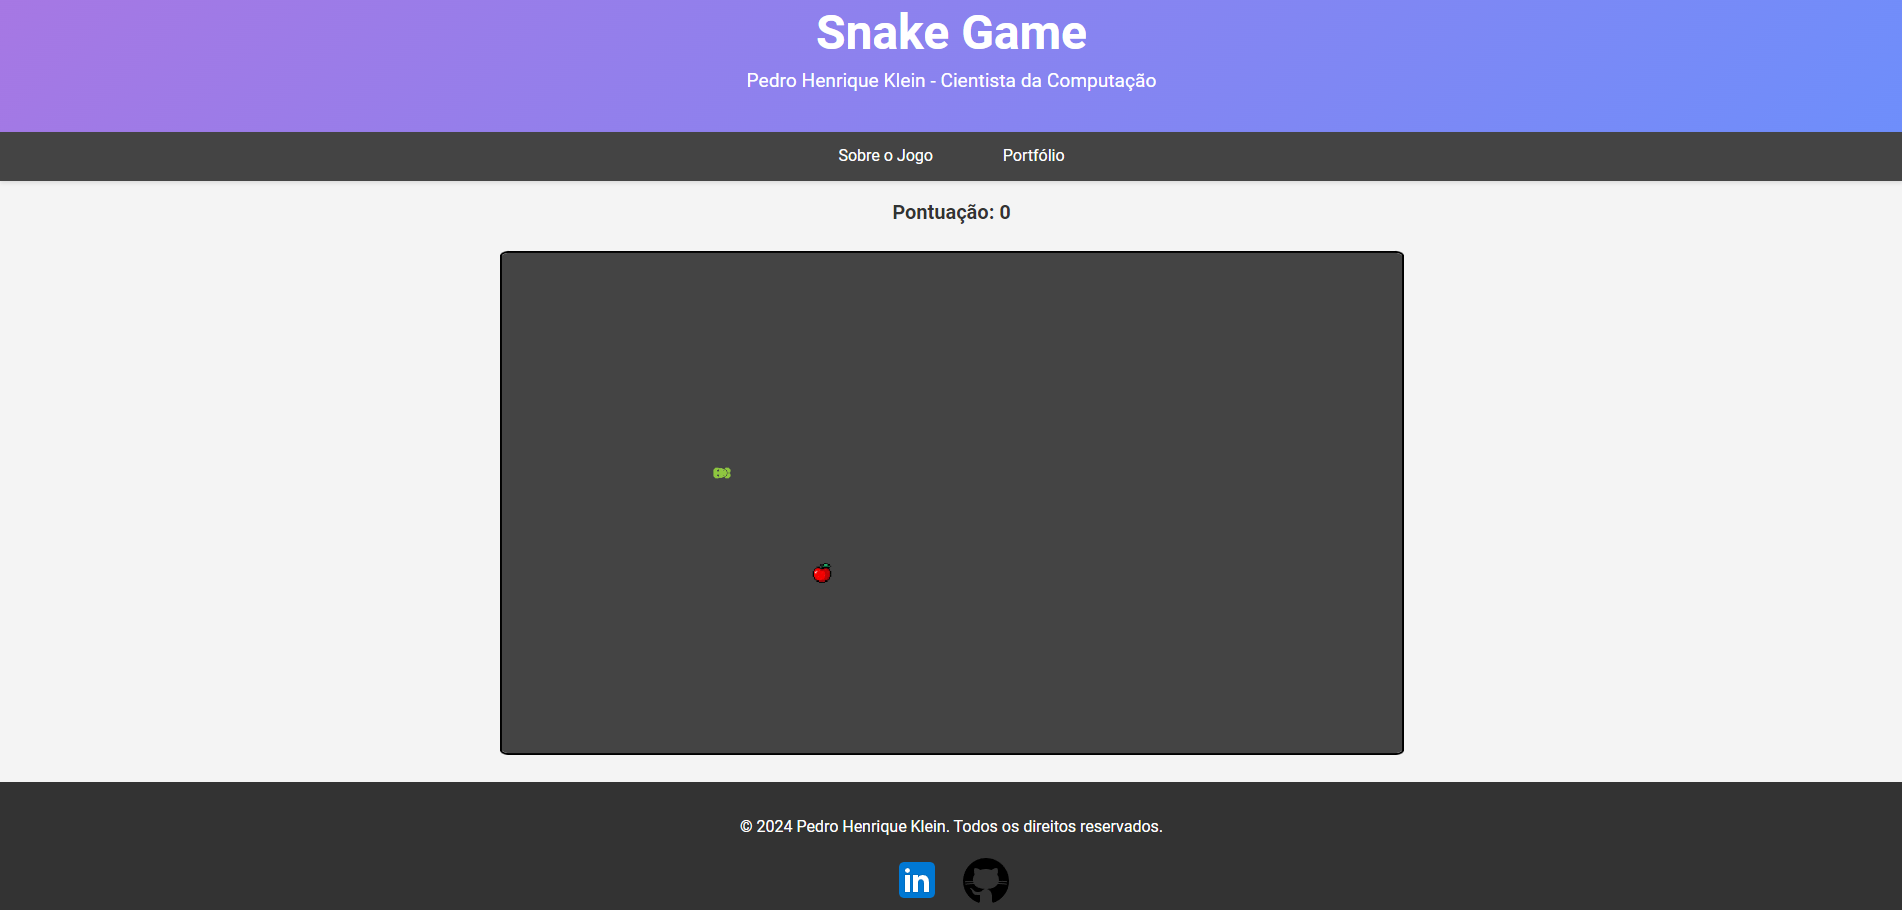 Snake Game
Pedro Henrique Klein - Cientista da Computação
Sobre o Jogo
Portfólio
Pontuação: 0
© 2024 Pedro Henrique Klein. Todos os direitos reservados.
in